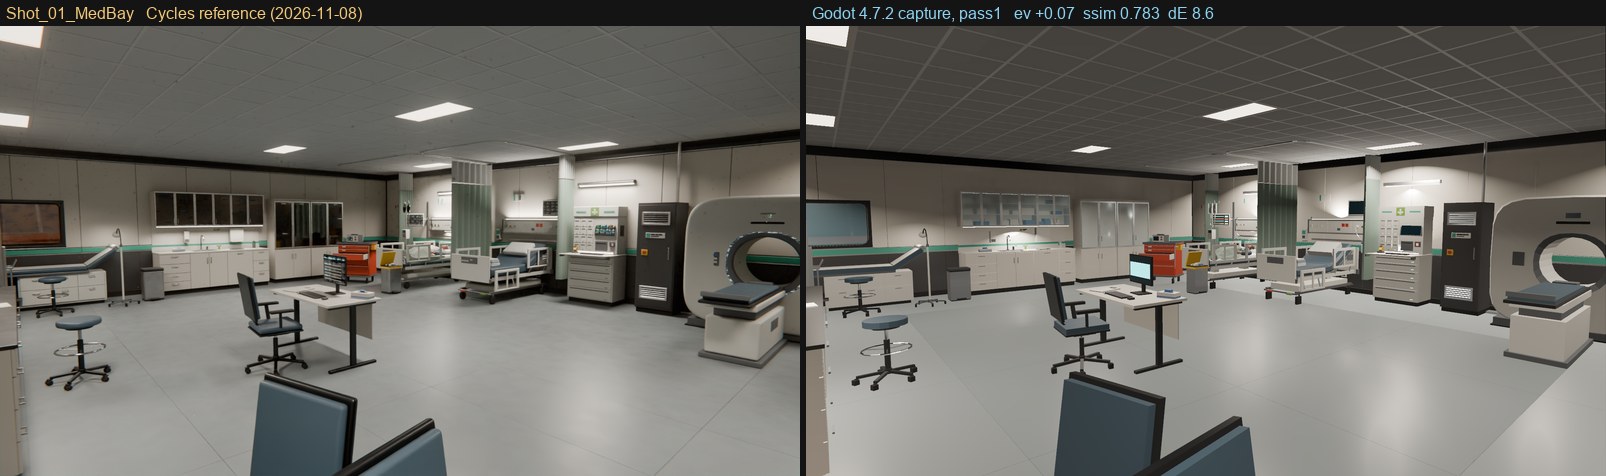 Shot_01_MedBay Cycles reference (2026-11-08)
Godot 4.7.2 capture, pass1 ev +0.07 ssim 0.783 dE 8.6